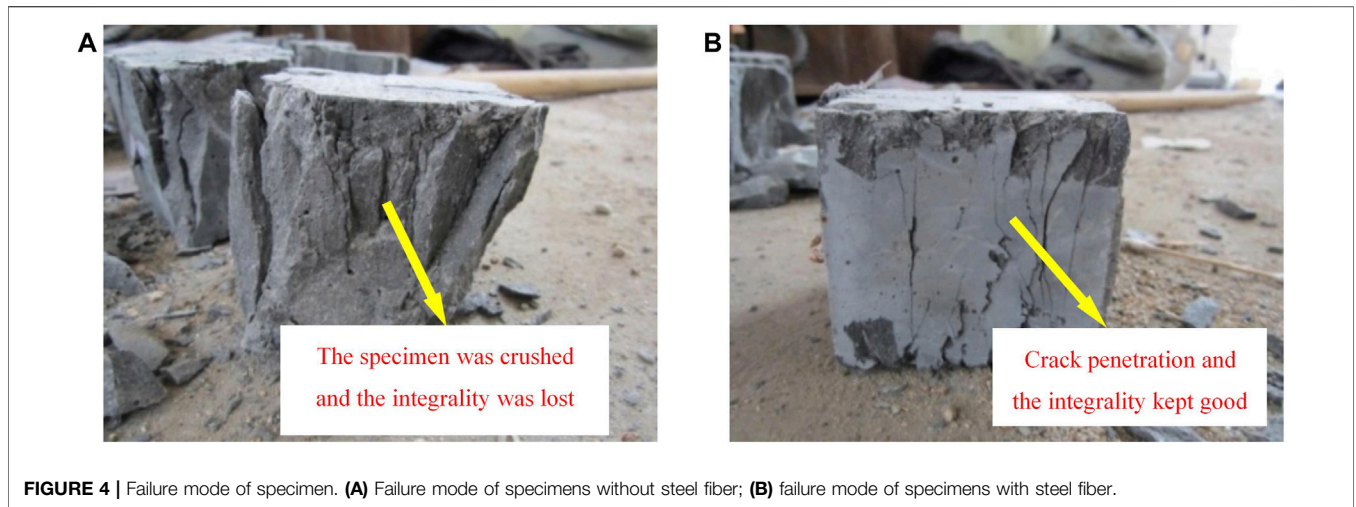 A
B
The specimen was crushed
and the integrality was lost
Crack penetration and
the integrality kept good
FIGURE 4 | Failure mode of specimen. (A) Failure mode of specimens without steel fiber; (B) failure mode of specimens with steel fiber.